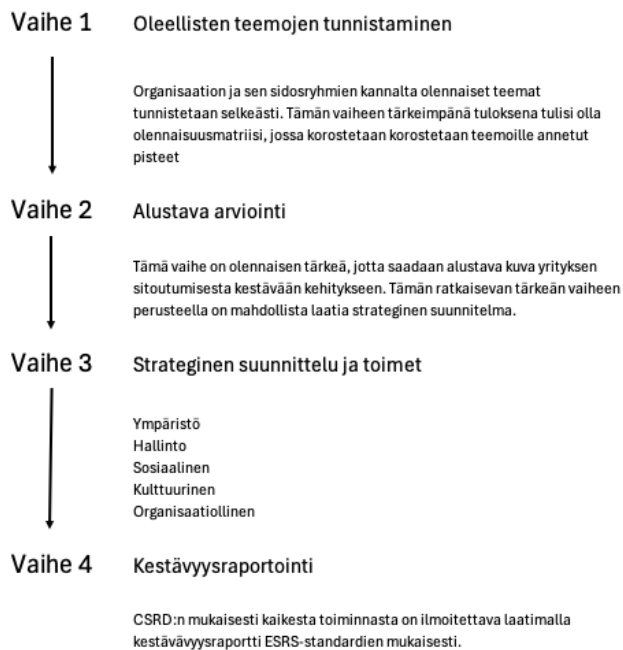 Vaihe 1 Oleellisten teemojen tunnistaminen
Organisaation ja sen sidosryhmien kannalta olennaiset teemat
tunnistetaan selkeästi. Tämän vaiheen tärkeimpänä tuloksena tulisi olla
olennaisuusmatriisi, jossa korostetaan korostetaan teemoille annetut
pisteet
Vaihe 2 Alustava arviointi
Tämä vaihe on olennaisen tärkeä, jotta saadaan alustava kuva yrityksen
sitoutumisesta kestävään kehitykseen. Tämän ratkaisevan tärkeän vaiheen
perusteella on mahdollista laatia strateginen suunnitelma.
Vaihe 3 Strateginen suunnittelu ja toimet
Ympäristö
Hallinto
Sosiaalinen
Kulttuurinen
Organisaatiollinen
Vaihe 4 Kestävyysraportointi
CSRD:n mukaisesti kaikesta toiminnasta on ilmoitettava laatimalla
kestävävyysraportti ESRS-standardien mukaisesti.